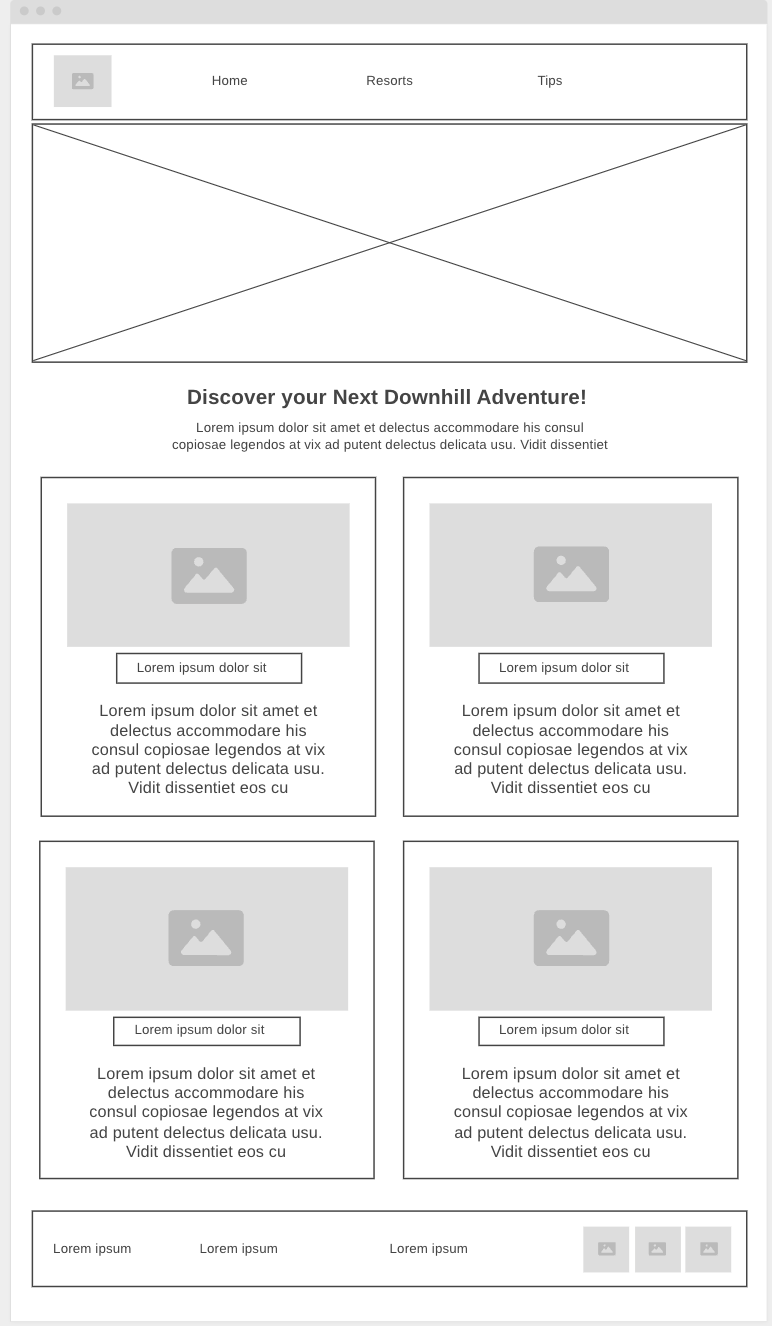 Home Resorts Tips
Discover your Next Downhill Adventure!
Lorem ipsum dolor sit amet et delectus accommodare his consul
copiosae legendos at vix ad putent delectus delicata usu. Vidit dissentiet
Lorem ipsum dolor sit
Lorem ipsum dolor sit amet et
delectus accommodare his
consul copiosae legendos at vix
ad putent delectus delicata usu.
Vidit dissentiet eos cu
Lorem ipsum dolor sit
Lorem ipsum dolor sit amet et
delectus accommodare his
consul copiosae legendos at vix
ad putent delectus delicata usu.
Vidit dissentiet eos cu
Lorem ipsum dolor sit
Lorem ipsum dolor sit amet et
delectus accommodare his
consul copiosae legendos at vix
ad putent delectus delicata usu.
Vidit dissentiet eos cu
Lorem ipsum dolor sit
Lorem ipsum dolor sit amet et
delectus accommodare his
consul copiosae legendos at vix
ad putent delectus delicata usu.
Vidit dissentiet eos cu
Lorem ipsum Lorem ipsum Lorem ipsum